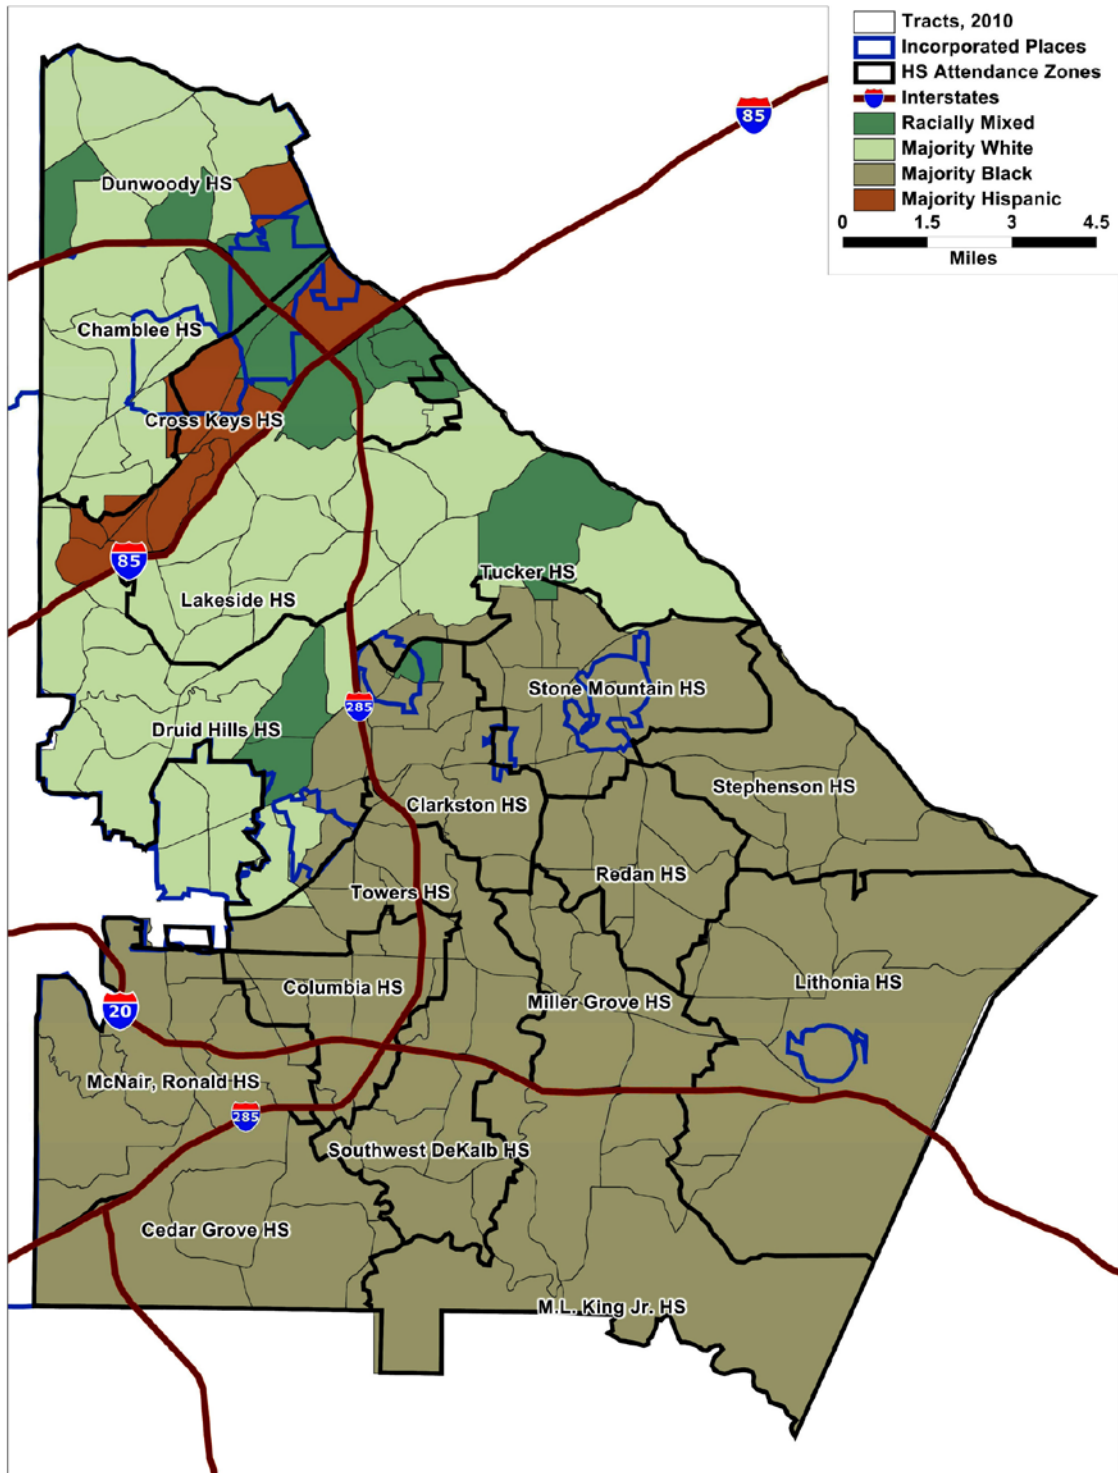 Tracts, 2010
Incorporated Places
HS Attendance Zones
Interstates
Racially Mixed
Majority White
Majority Black
Majority Hispanic
0 1.5 3 4.5
Miles
85
Dunwoody HS
Chamblee HS
Cross Keys HS
85
Tucker HS
Lakeside HS
Stone Mountain HS
285
Druid Hills HS
Stephenson HS
Clarkston HS
Redan HS
Towers HS
Lithonia HS
Columbia HS
Miller Grove HS
20
McNair, Ronald HS
285
Southwest DeKalb HS
Cedar Grove HS
M.L. King Jr. HS